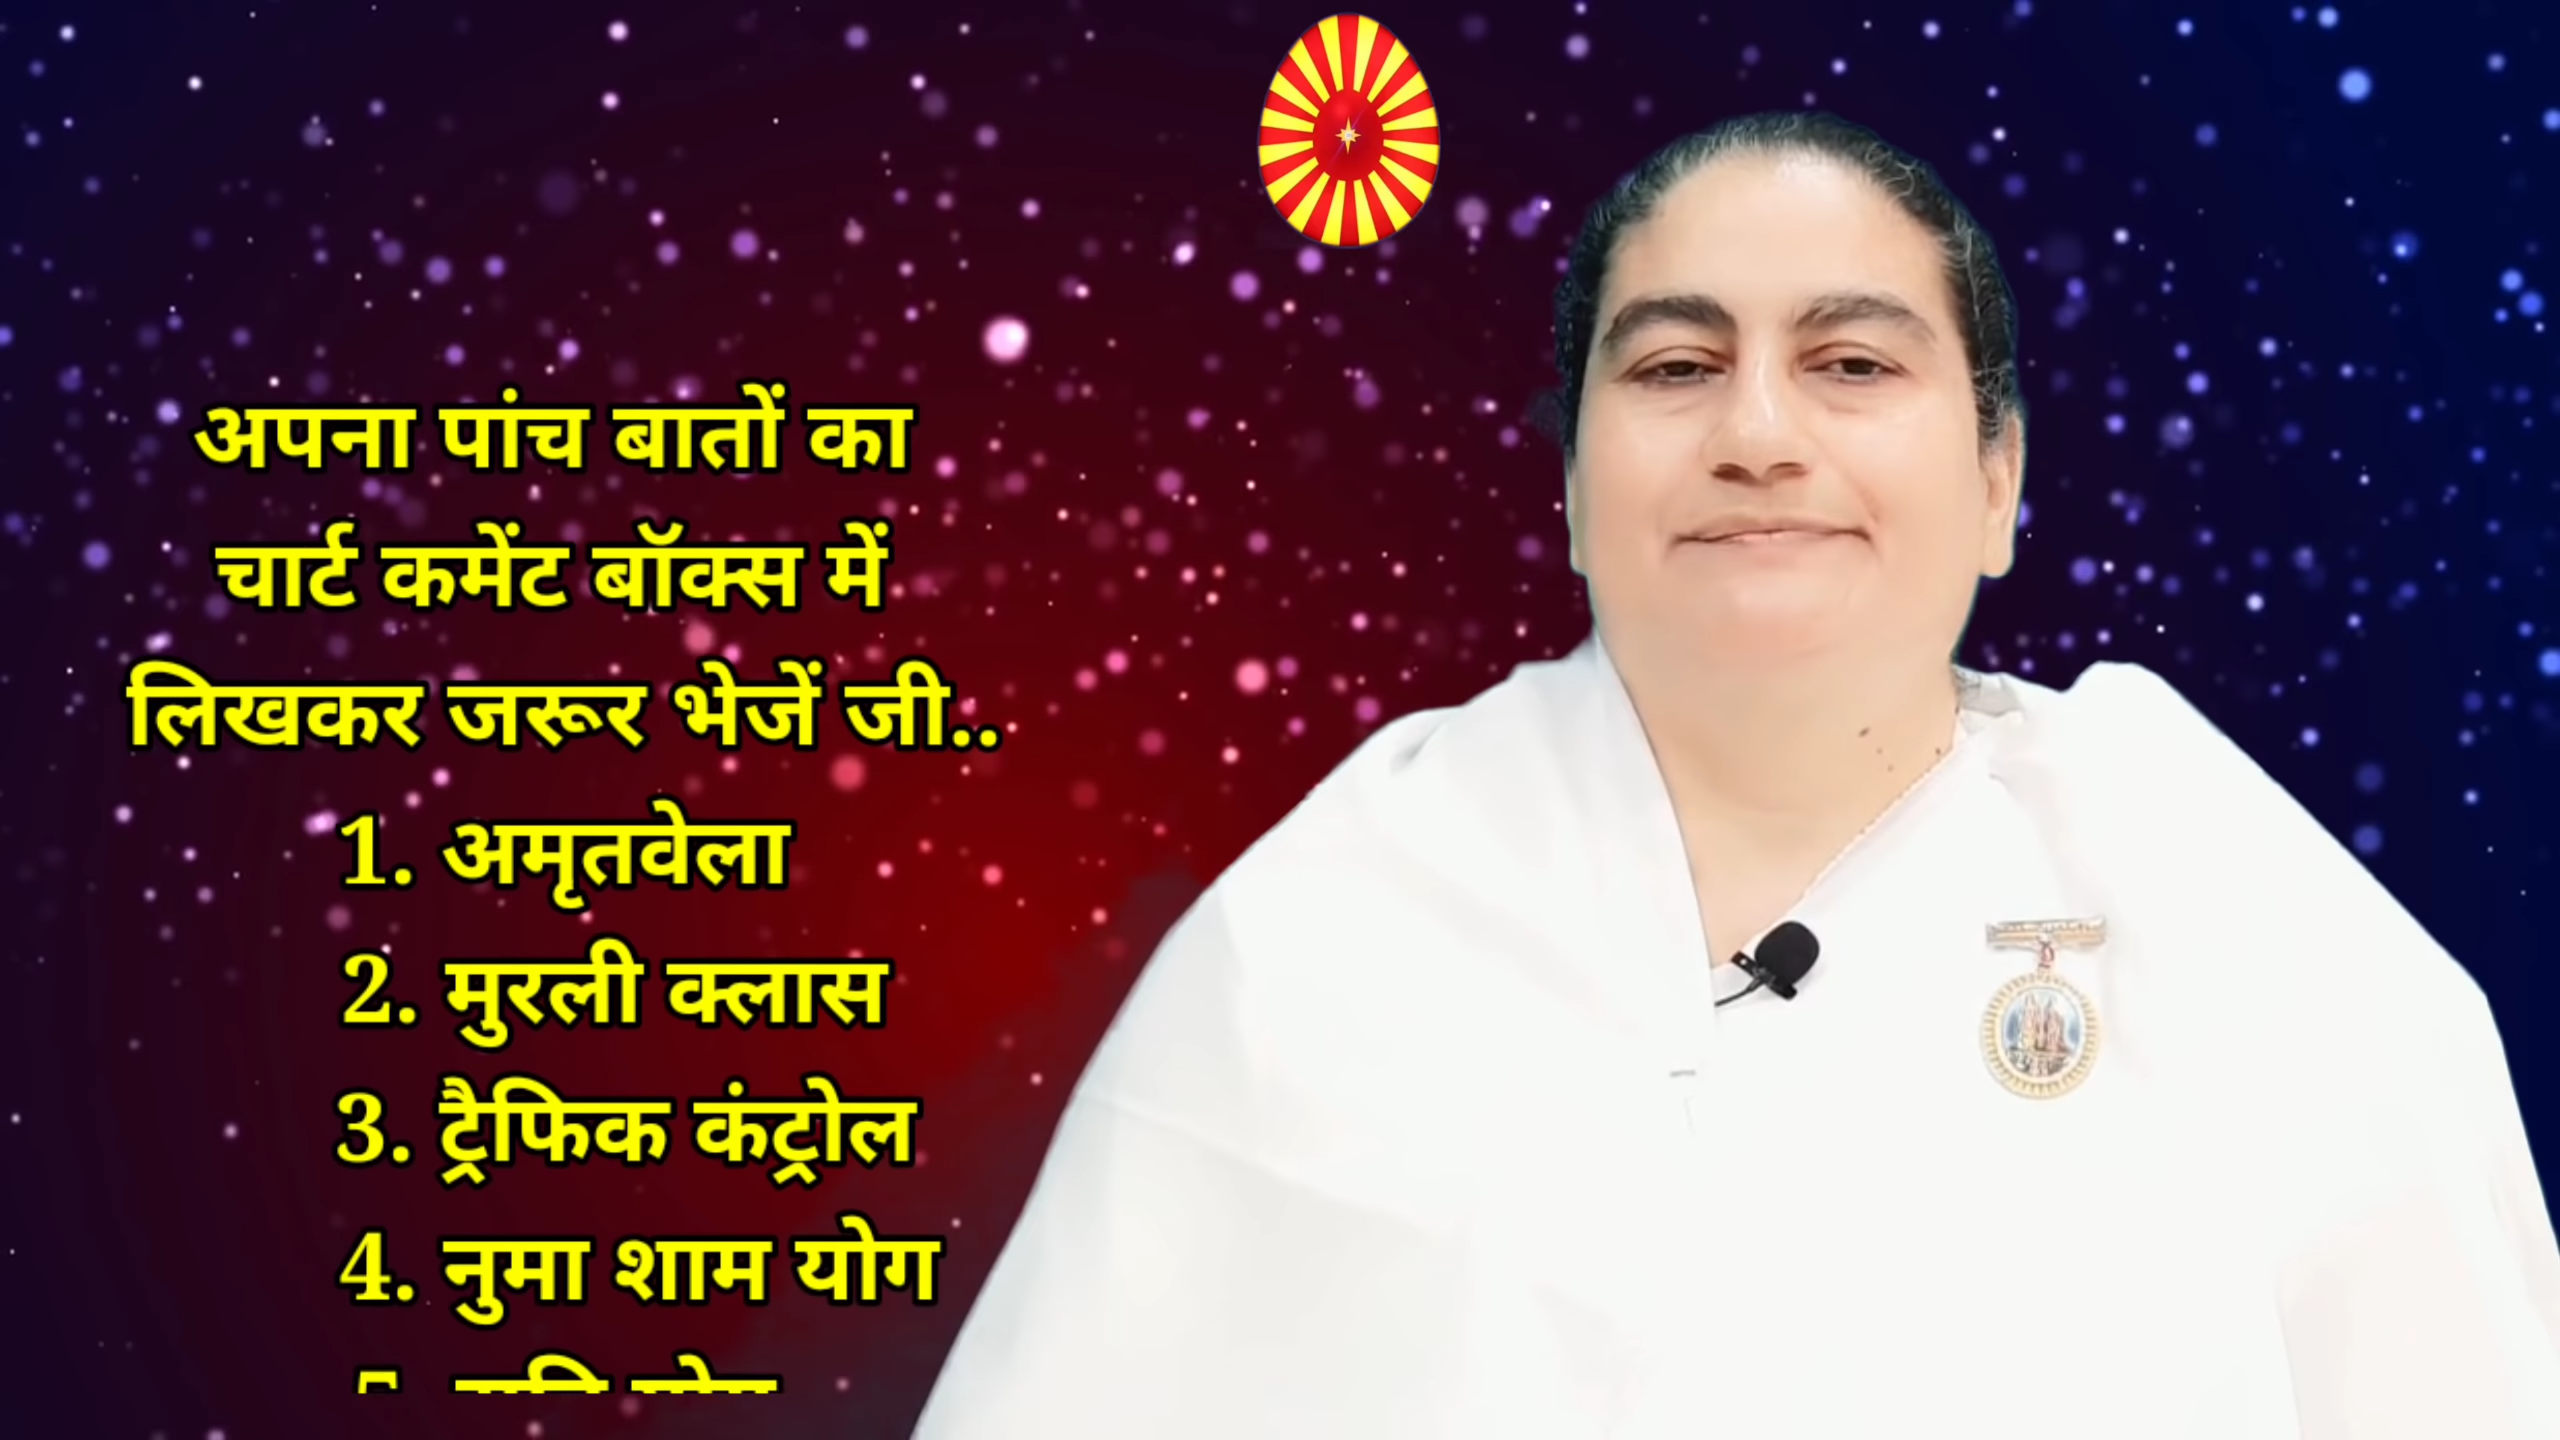 अपना पांच बातों का
चार्ट कमेंट बॉक्स में
लिखकर जरूर भेजें जी..
1. अमृतवेला
2. मुरली क्लास
3. ट्रैफिक कंट्रोल
4. नुमा शाम योग